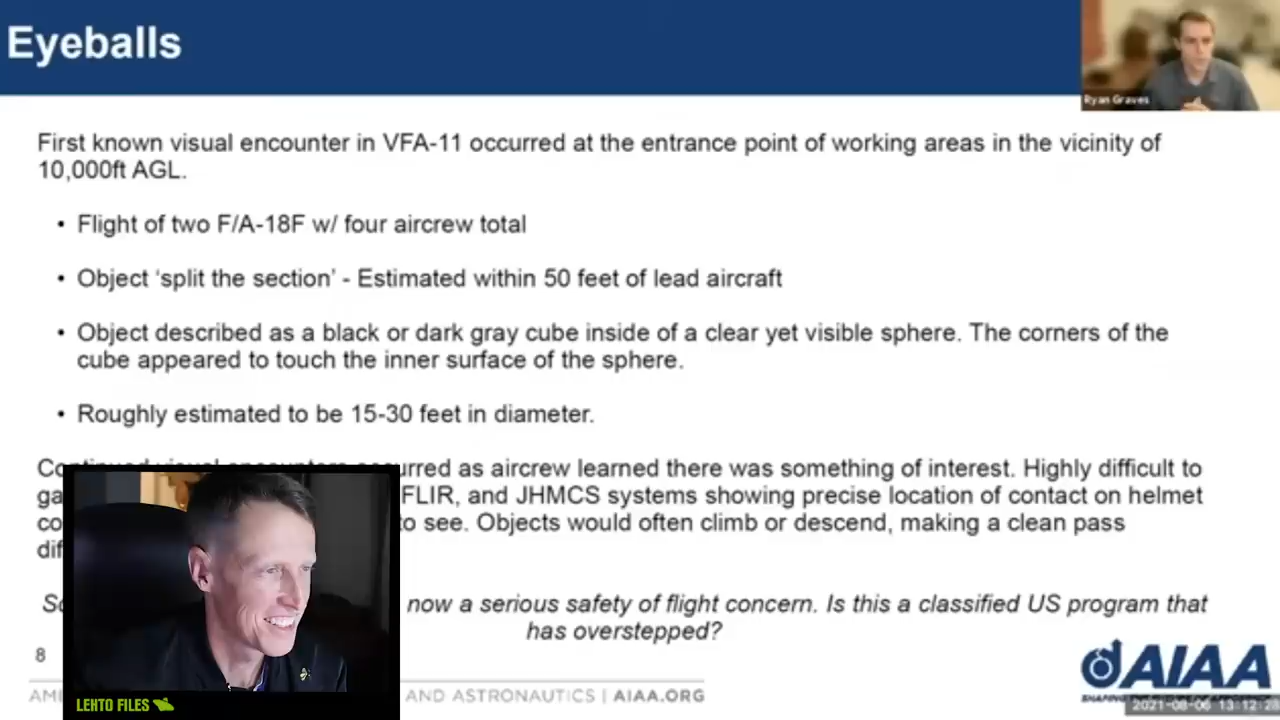 Eyeballs
Ryan Graves
First known visual encounter in VFA-11 occurred at the entrance point of working areas in the vicinity of
10,000ft AGL.
• Flight of two F/A-18F w/ four aircrew total
• Object 'split the section' - Estimated within 50 feet of lead aircraft
• Object described as a black or dark gray cube inside of a clear yet visible sphere. The corners of the
cube appeared to touch the inner surface of the sphere.
• Roughly estimated to be 15-30 feet in diameter.
urred as aircrew learned there was something of interest. Highly difficult to
ga FLIR, and JHMCS systems showing precise location of contact on helmet
co to see. Objects would often climb or descend, making a clean pass
dif
now a serious safety of flight concern. Is this a classified US program that
has overstepped?
8
AIAA
AND ASTRONAUTICS | AIAA.ORG
LEHTO FILES
2021-08-06 13:12:28